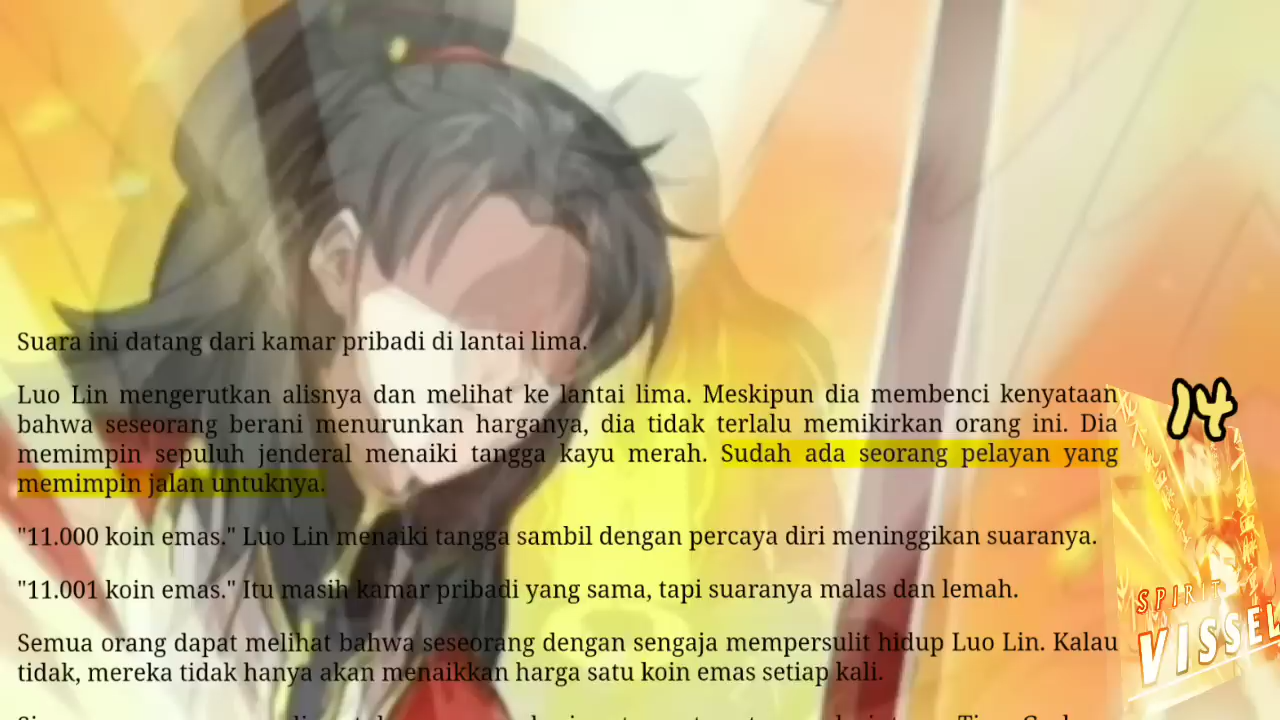 Suara ini datang dari kamar pribadi di lantai lima.
Luo Lin mengerutkan alisnya dan melihat ke lantai lima. Meskipun dia membenci kenyataan
bahwa seseorang berani menurunkan harganya, dia tidak terlalu memikirkan orang ini. Dia
memimpin sepuluh jenderal menaiki tangga kayu merah. Sudah ada seorang pelayan yang
memimpin jalan untuknya.
"11.000 koin emas." Luo Lin menaiki tangga sambil dengan percaya diri meninggikan suaranya.
"11.001 koin emas." Itu masih kamar pribadi yang sama, tapi suaranya malas dan lemah.
Semua orang dapat melihat bahwa seseorang dengan sengaja mempersulit hidup Luo Lin. Kalau
tidak, mereka tidak hanya akan menaikkan harga satu koin emas setiap kali.
14
SPIRIT
VISSEL